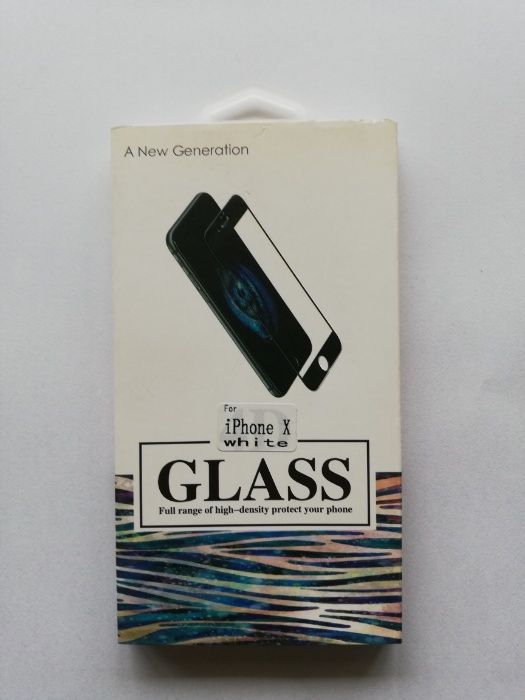 A New Generation
For
iPhone X
white
GLASS
Full range of high-density protect your phone